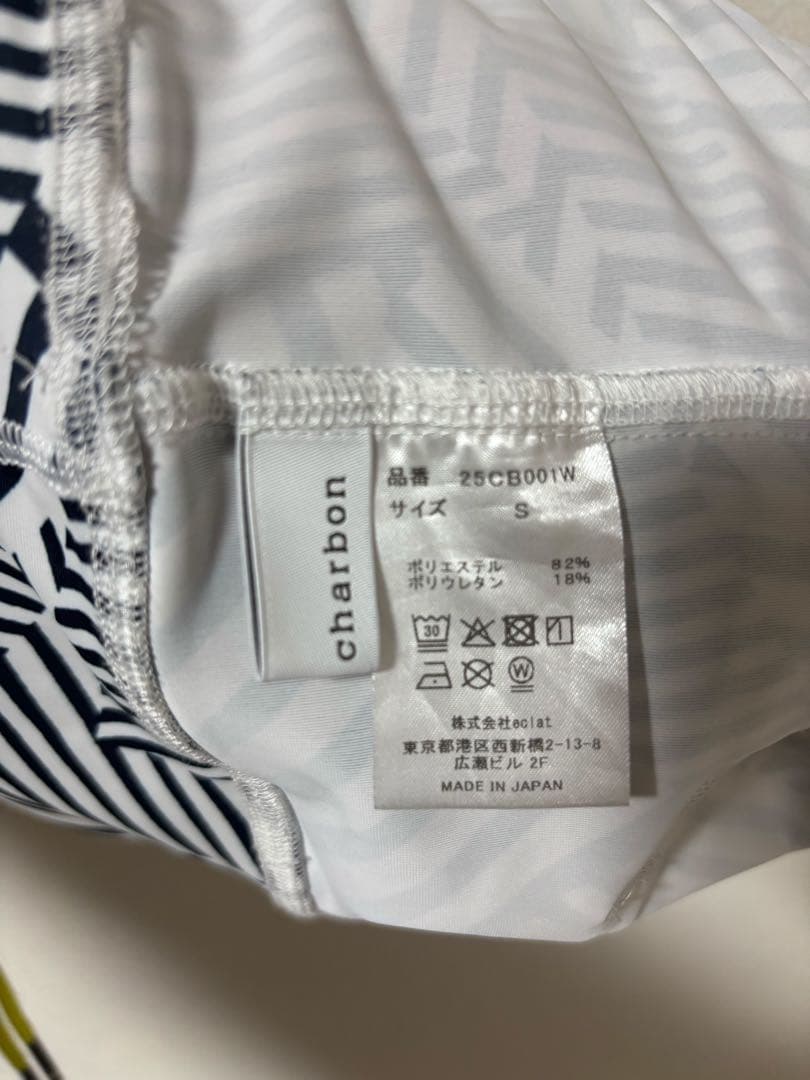 charbon
品番 25CB001W
サイズ S
ポリエステル 82%
ポリウレタン 18%
30
W
株式会社eclat
東京都港区西新橋2-13-8
広瀬ビル 2F
MADE IN JAPAN